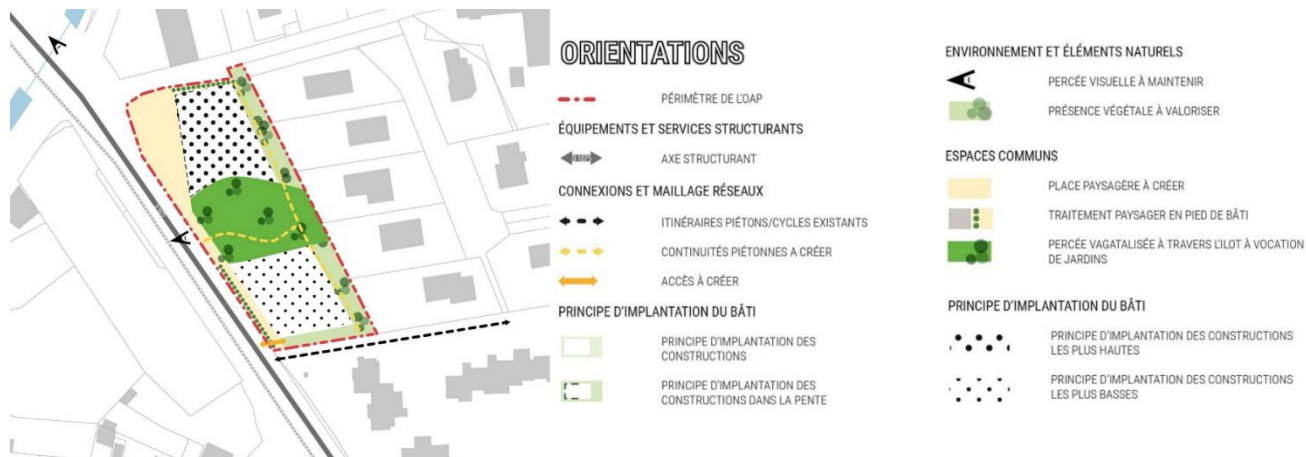 ORIENTATIONS
PÉRIMÈTRE DE L'OAP
ÉQUIPEMENTS ET SERVICES STRUCTURANTS
AXE STRUCTURANT
CONNEXIONS ET MAILLAGE RÉSEAUX
ITINÉRAIRES PIÉTONS/CYCLES EXISTANTS
CONTINUITÉS PIÉTONNES A CRÉER
ACCÈS À CRÉER
PRINCIPE D'IMPLANTATION DU BÂTI
PRINCIPE D'IMPLANTATION DES
CONSTRUCTIONS
PRINCIPE D'IMPLANTATION DES
CONSTRUCTIONS DANS LA PENTE
ENVIRONNEMENT ET ÉLÉMENTS NATURELS
PERCÉE VISUELLE À MAINTENIR
PRÉSENCE VÉGÉTALE À VALORISER
ESPACES COMMUNS
PLACE PAYSAGÈRE À CRÉER
TRAITEMENT PAYSAGER EN PIED DE BÂTI
PERCÉE VAGATALISÉE À TRAVERS L'ILOT À VOCATION
DE JARDINS
PRINCIPE D'IMPLANTATION DU BÂTI
PRINCIPE D'IMPLANTATION DES CONSTRUCTIONS
LES PLUS HAUTES
PRINCIPE D'IMPLANTATION DES CONSTRUCTIONS
LES PLUS BASSES